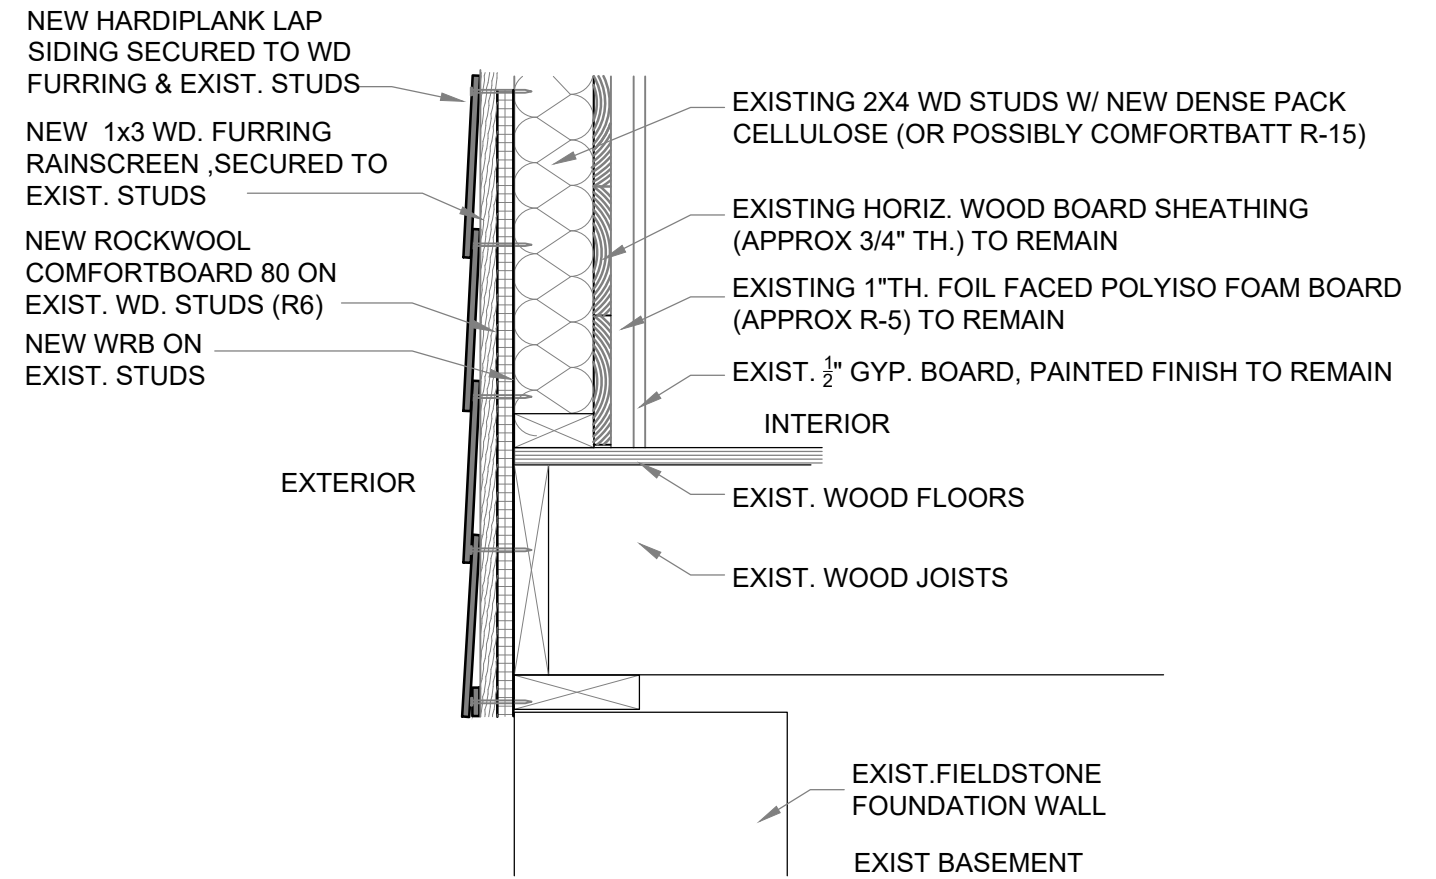 NEW HARDIPLANK LAP
SIDING SECURED TO WD
FURRING & EXIST. STUDS
NEW  1x3 WD. FURRING
RAINSCREEN ,SECURED TO
EXIST. STUDS
NEW ROCKWOOL
COMFORTBOARD 80 ON
EXIST. WD. STUDS (R6)
NEW WRB ON
EXIST. STUDS
EXTERIOR
EXISTING 2X4 WD STUDS W/ NEW DENSE PACK
CELLULOSE (OR POSSIBLY COMFORTBATT R-15)
EXISTING HORIZ. WOOD BOARD SHEATHING
(APPROX 3/4" TH.) TO REMAIN
EXISTING 1"TH. FOIL FACED POLYISO FOAM BOARD
(APPROX R-5) TO REMAIN
EXIST. 1/2" GYP. BOARD, PAINTED FINISH TO REMAIN
INTERIOR
EXIST. WOOD FLOORS
EXIST. WOOD JOISTS
EXIST.FIELDSTONE
FOUNDATION WALL
EXIST BASEMENT